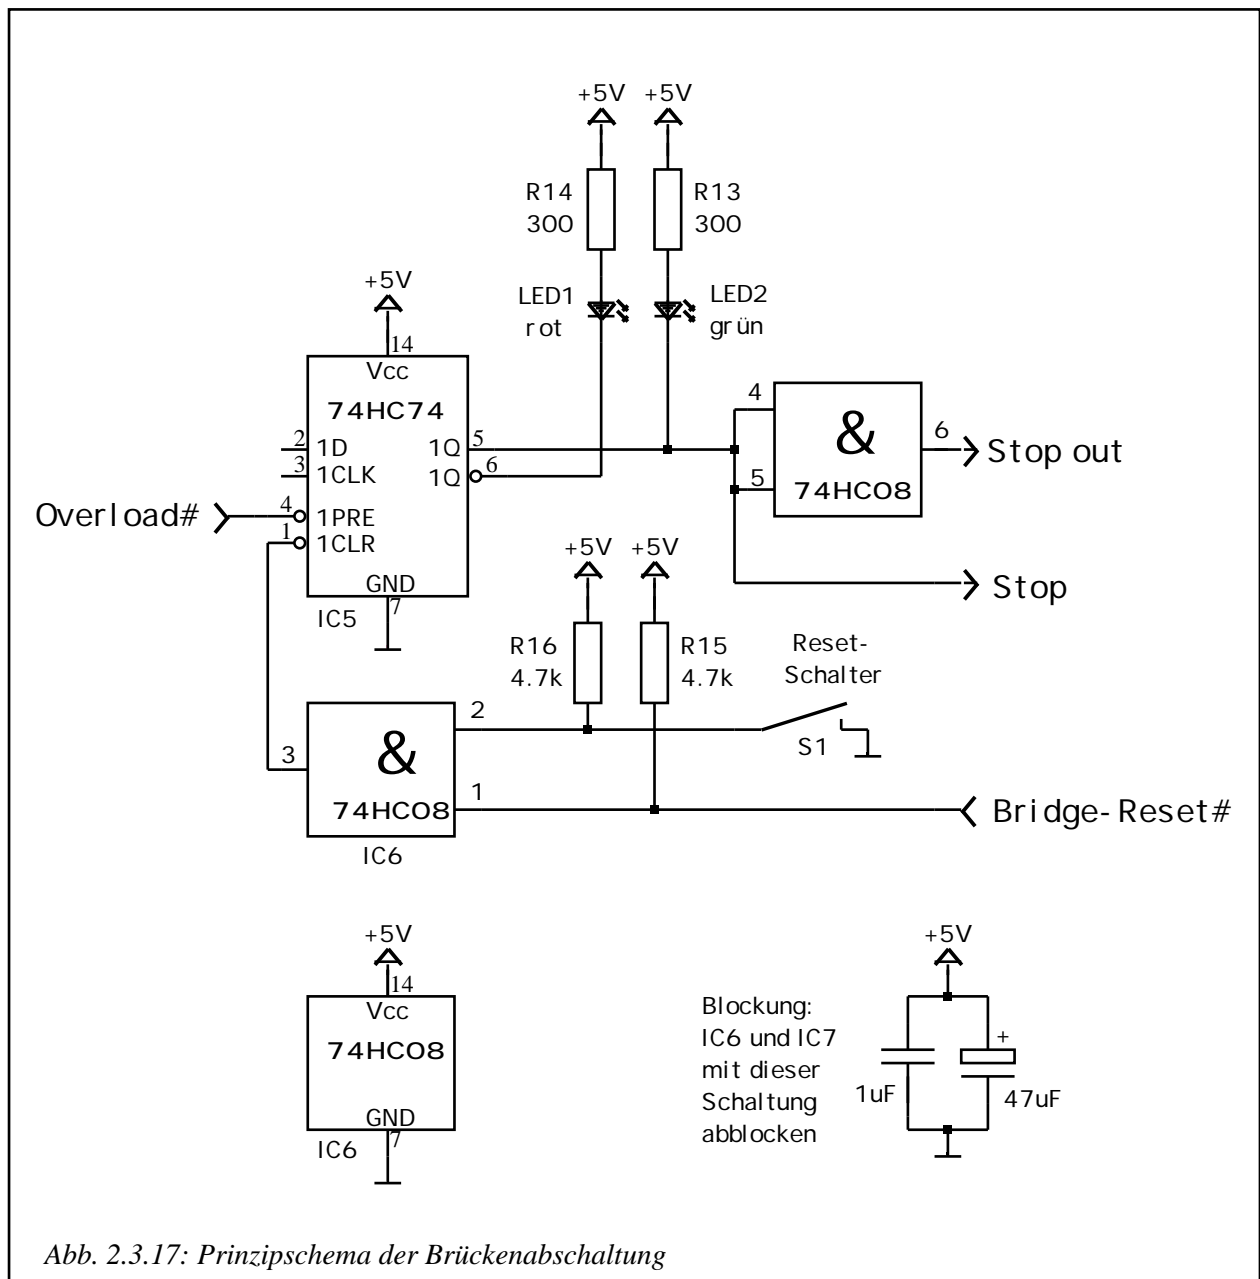 +5V +5V
R14 R13
300 300
+5V
LED1 LED2
rot grün
14
Vcc
74HC74
4
&
2 1D 1Q 5
6
Stop out
3 1CLK 1Q 6
5
74HC08
Overload# 4 1PRE
1 1CLR
+5V +5V
GND
Stop
7
IC5
R16 R15 Reset-
4.7k 4.7k Schalter
2
S1
3
&
1
74HC08
Bridge-Reset#
IC6
+5V +5V
14
Vcc
Blockung:
IC6 und IC7
74HC08
+
mit dieser
1uF 47uF
Schaltung
GND
abblocken
7
IC6
Abb. 2.3.17: Prinzipschema der Brückenabschaltung